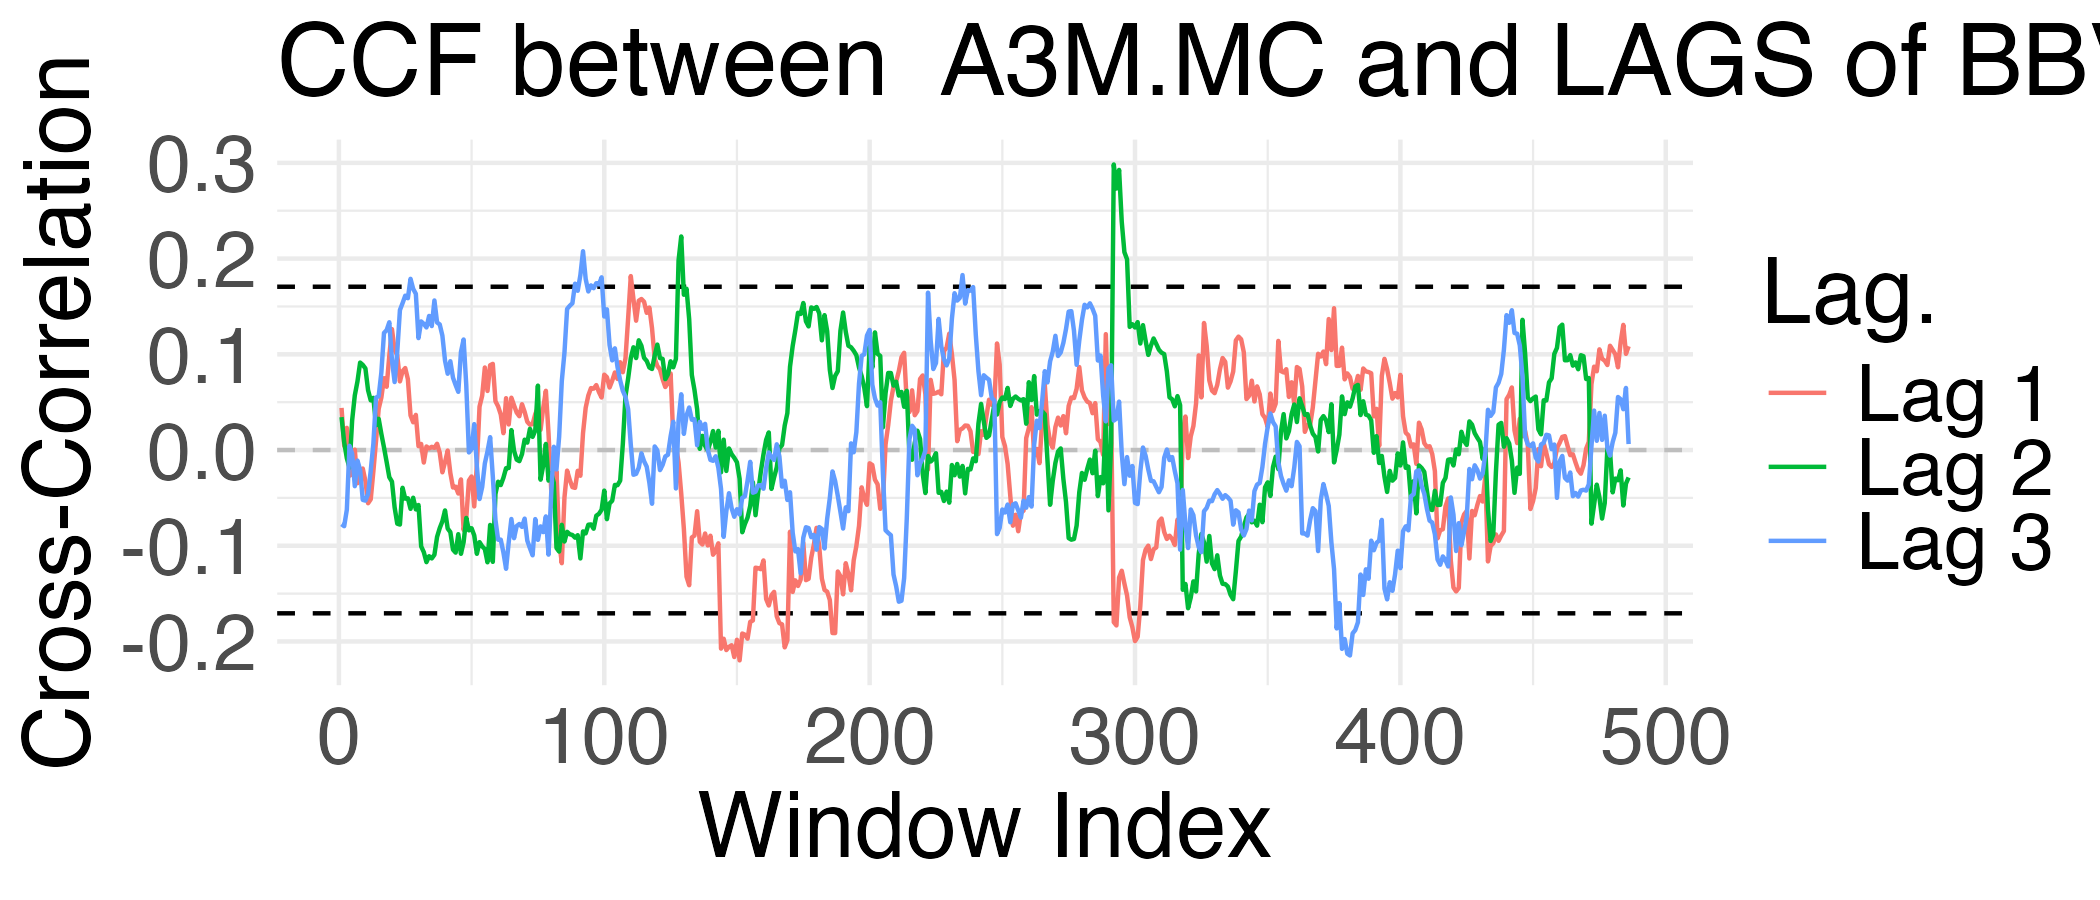 CCF between  A3M.MC and LAGS of BBV
Cross-Correlation
0.3
0.2
0.1
0.0
-0.1
-0.2
0 100 200 300 400 500
Window Index
Lag.
Lag 1
Lag 2
Lag 3